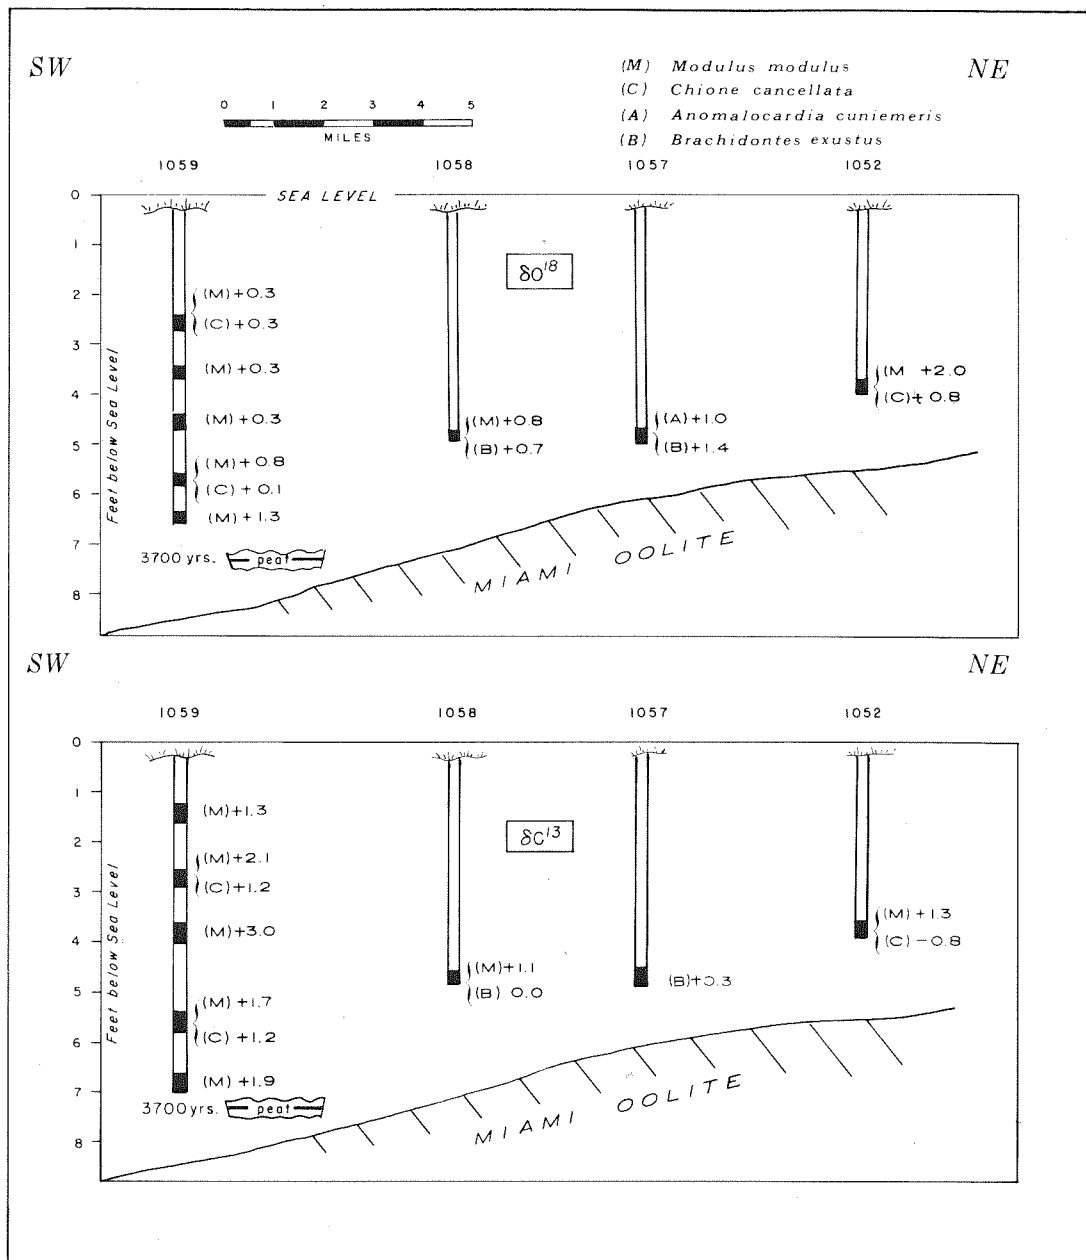 SW
NE
(M) Modulus modulus
(C) Chione cancellata
(A) Anomalocardia cuniemeris
(B) Brachidontes exustus
0 1 2 3 4 5
MILES
1059 1058 1057 1052
SEA LEVEL
0
1
2
3
4
5
6
7
8
Feet below Sea Level
δO18
(M)+0.3
(C)+0.3
(M)+0.3
(M)+0.3
(M)+0.8
(C)+0.1
(M)+1.3
(M)+0.8
(B)+0.7
(A)+1.0
(B)+1.4
(M +2.0
(C)+0.8
3700 yrs.
peat
MIAMI OOLITE
SW
NE
1059 1058 1057 1052
0
1
2
3
4
5
6
7
8
Feet below Sea Level
δC13
(M)+1.3
(M)+2.1
(C)+1.2
(M)+3.0
(M)+1.7
(C)+1.2
(M)+1.9
(M)+1.1
(B) 0.0
(B)+0.3
(M)+1.3
(C)-0.8
3700 yrs.
peat
MIAMI OOLITE